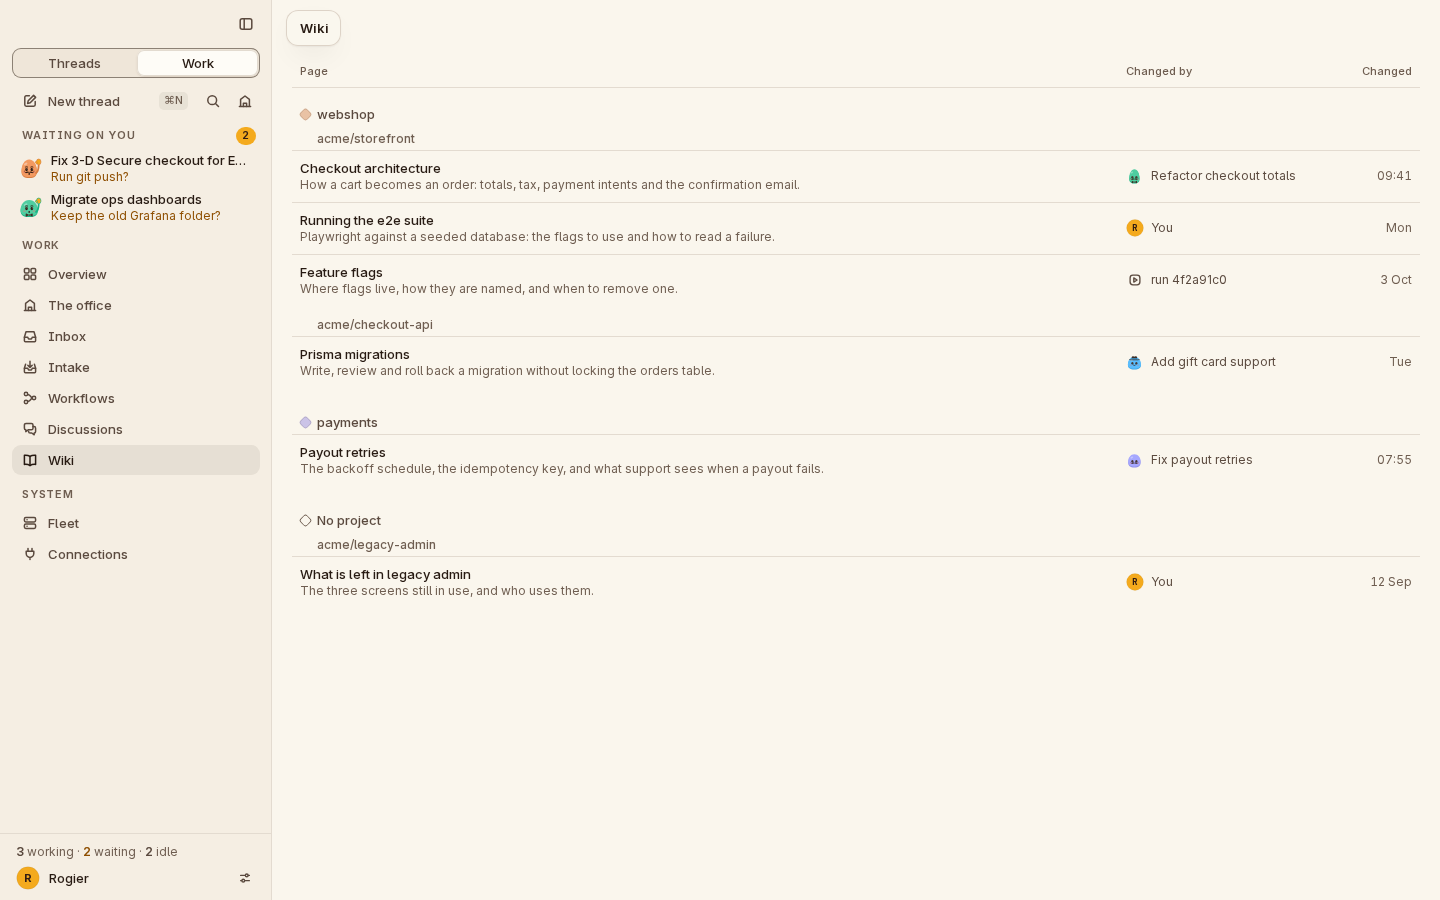 Threads
Work
New thread
⌘N
WAITING ON YOU
2
Fix 3-D Secure checkout for E…
Run git push?
Migrate ops dashboards
Keep the old Grafana folder?
WORK
Overview
The office
Inbox
Intake
Workflows
Discussions
Wiki
SYSTEM
Fleet
Connections
3 working · 2 waiting · 2 idle
R
Rogier
Wiki
Page
Changed by
Changed
webshop
acme/storefront
Checkout architecture
How a cart becomes an order: totals, tax, payment intents and the confirmation email.
Refactor checkout totals
09:41
Running the e2e suite
Playwright against a seeded database: the flags to use and how to read a failure.
R
You
Mon
Feature flags
Where flags live, how they are named, and when to remove one.
run 4f2a91c0
3 Oct
acme/checkout-api
Prisma migrations
Write, review and roll back a migration without locking the orders table.
Add gift card support
Tue
payments
Payout retries
The backoff schedule, the idempotency key, and what support sees when a payout fails.
Fix payout retries
07:55
No project
acme/legacy-admin
What is left in legacy admin
The three screens still in use, and who uses them.
R
You
12 Sep